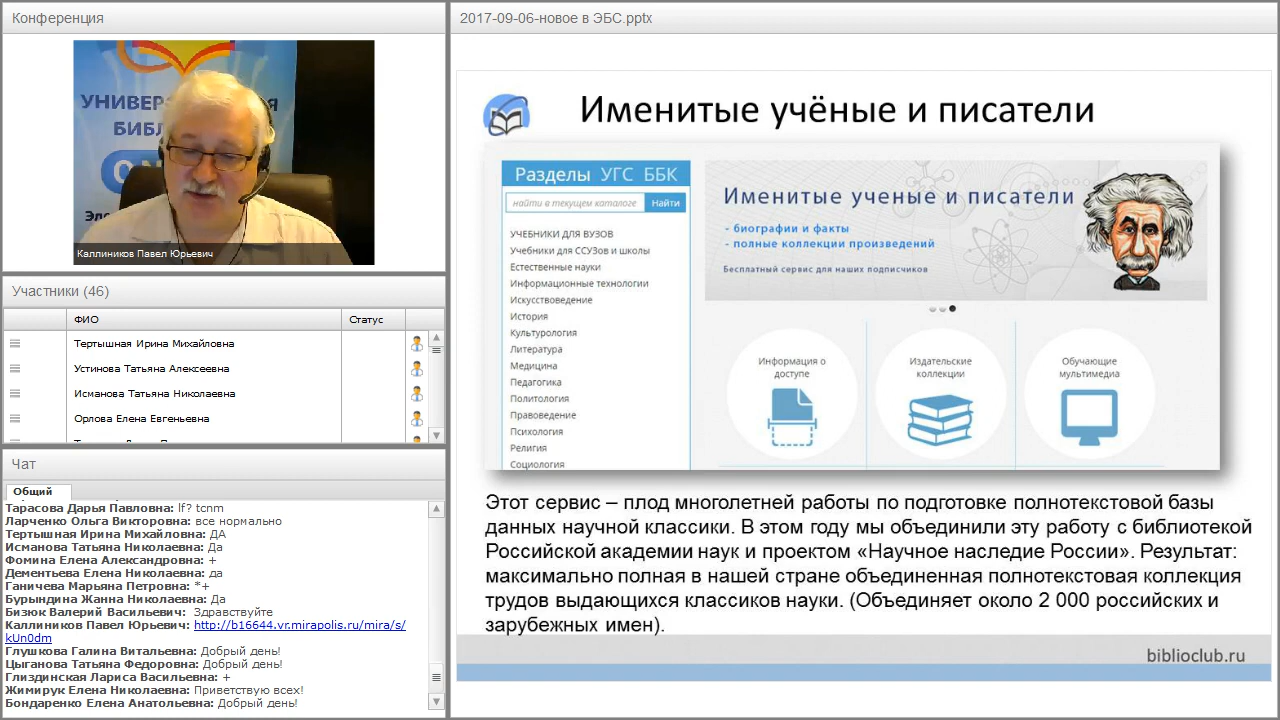 Конференция
УНИВЕР
БИБЛ
Каллиников Павел Юрьевич
Участники (46)
ФИО
Статус
Тертышная Ирина Михайловна
Устинова Татьяна Алексеевна
Исманова Татьяна Николаевна
Орлова Елена Евгеньевна
Чат
Общий
Тарасова Дарья Павловна: lf? tcnm
Ларченко Ольга Викторовна: все нормально
Тертышная Ирина Михайловна: ДА
Исманова Татьяна Николаевна: Да
Фомина Елена Александровна: +
Дементьева Елена Николаевна: да
Ганичева Марьяна Петровна: *+
Бурындина Жанна Николаевна: Да
Бизюк Валерий Васильевич: Здравствуйте
Каллиников Павел Юрьевич: http://b16644.vr.mirapolis.ru/mira/s/
kUn0dm
Глушкова Галина Витальевна: Добрый день!
Цыганова Татьяна Федоровна: Добрый день!
Глиздинская Лариса Васильевна: +
Жимирук Елена Николаевна: Приветствую всех!
Бондаренко Елена Анатольевна: Добрый день!
2017-09-06-новое в ЭБС.pptx
Именитые учёные и писатели
Разделы УГС ББК
найти в текущем каталоге Найти
УЧЕБНИКИ ДЛЯ ВУЗОВ
Учебники для ССУЗов и школы
Естественные науки
Информационные технологии
Искусствоведение
История
Культурология
Литература
Медицина
Педагогика
Политология
Правоведение
Психология
Религия
Социология
Именитые ученые и писатели
- биографии и факты
- полные коллекции произведений
Бесплатный сервис для наших подписчиков
Информация о
доступе
Издательские
коллекции
Обучающие
мультимедиа
Этот сервис – плод многолетней работы по подготовке полнотекстовой базы
данных научной классики. В этом году мы объединили эту работу с библиотекой
Российской академии наук и проектом «Научное наследие России». Результат:
максимально полная в нашей стране объединенная полнотекстовая коллекция
трудов выдающихся классиков науки. (Объединяет около 2 000 российских и
зарубежных имен).
biblioclub.ru